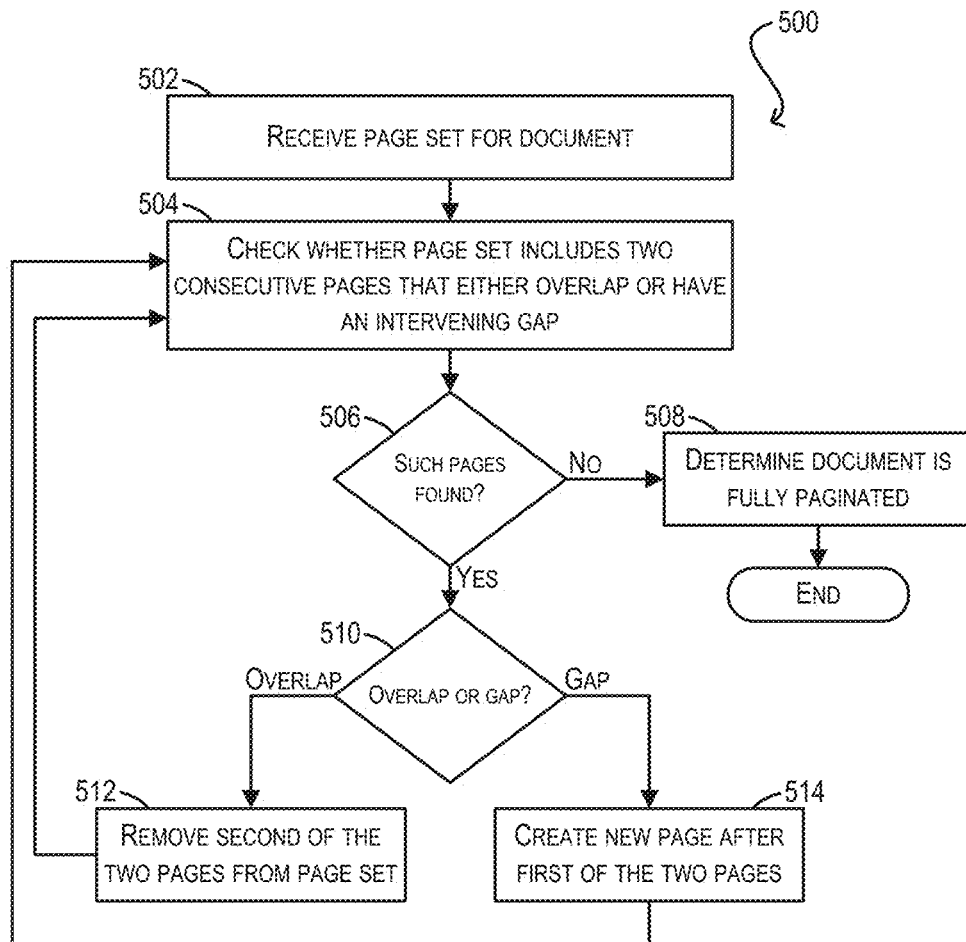 500
502
RECEIVE PAGE SET FOR DOCUMENT
504
CHECK WHETHER PAGE SET INCLUDES TWO
CONSECUTIVE PAGES THAT EITHER OVERLAP OR HAVE
AN INTERVENING GAP
506
SUCH PAGES
FOUND?
NO
508
DETERMINE DOCUMENT IS
FULLY PAGINATED
YES
END
510
OVERLAP
OVERLAP OR GAP?
GAP
512
REMOVE SECOND OF THE
TWO PAGES FROM PAGE SET
514
CREATE NEW PAGE AFTER
FIRST OF THE TWO PAGES